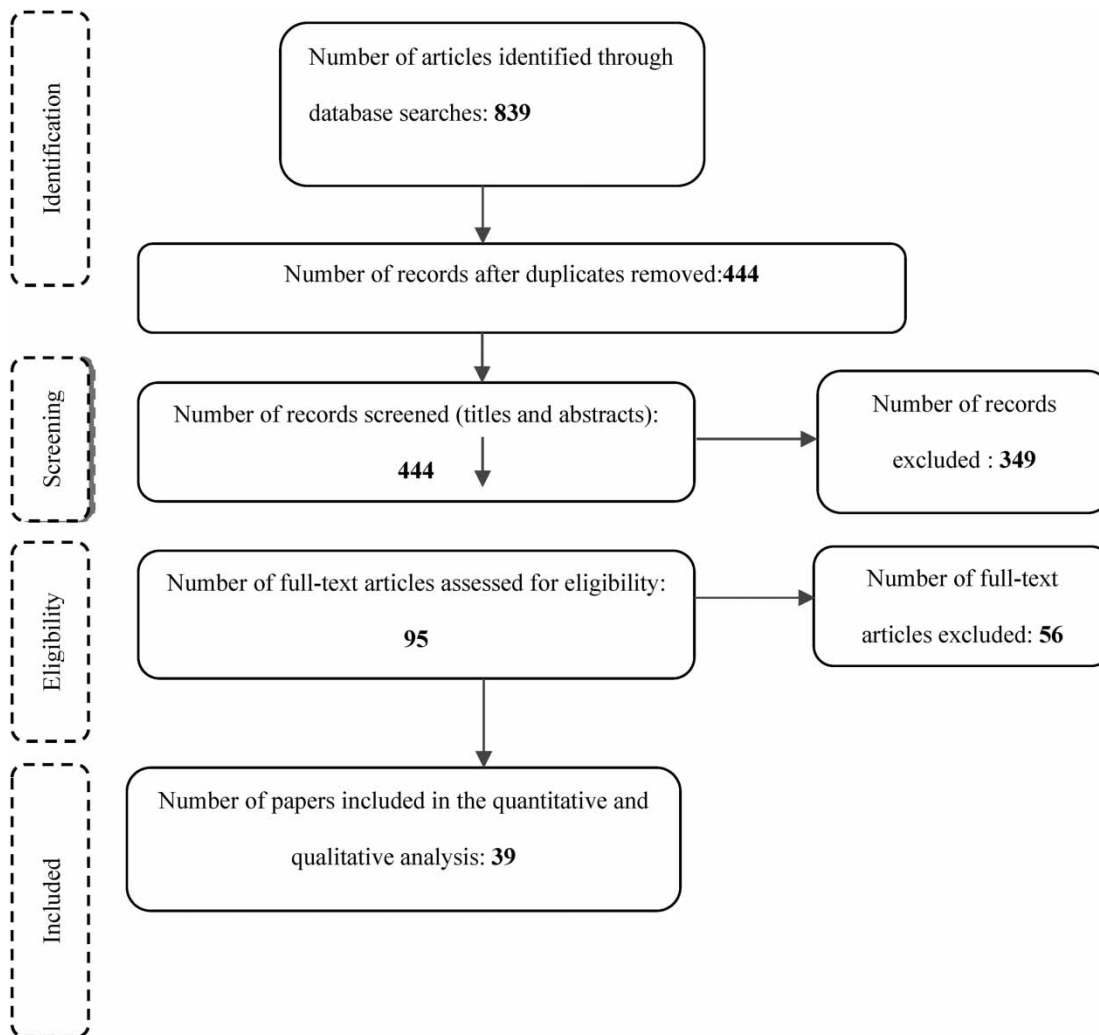 Identification
Number of articles identified through
database searches: 839
Number of records after duplicates removed:444
Screening
Number of records screened (titles and abstracts):
444
Number of records
excluded : 349
Eligibility
Number of full-text articles assessed for eligibility:
95
Number of full-text
articles excluded: 56
Included
Number of papers included in the quantitative and
qualitative analysis: 39